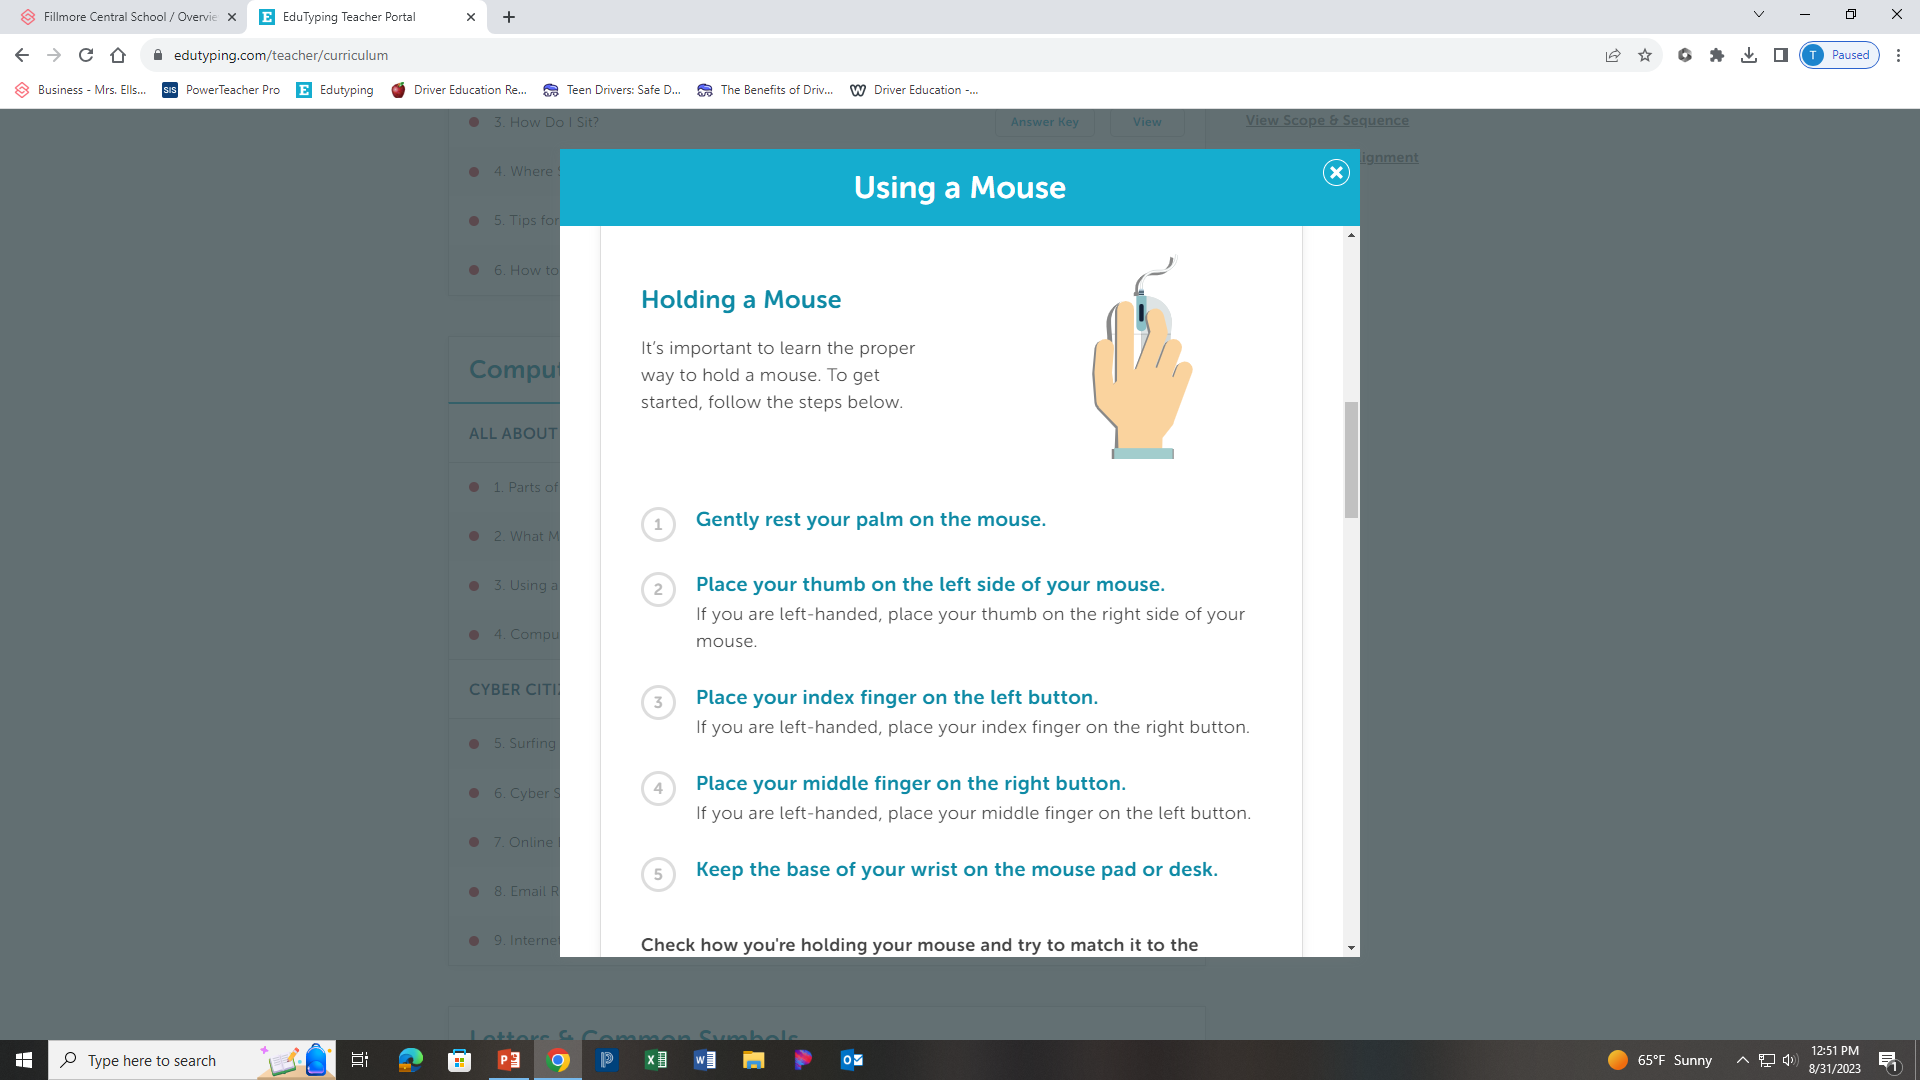 Fillmore Central School / Overvie
EduTyping Teacher Portal
edutyping.com/teacher/curriculum
T Paused
Business - Mrs. Ells...
SIS PowerTeacher Pro
E Edutyping
Driver Education Re...
Teen Drivers: Safe D...
The Benefits of Driv...
W Driver Education -...
3. How Do I Sit?
Answer Key
View
View Scope & Sequence
4. Where
ignment
5. Tips for
6. How to
Comput
ALL ABOUT
1. Parts of
2. What M
3. Using a
4. Compu
CYBER CITI
5. Surfing
6. Cyber S
7. Online
8. Email R
9. Interne
Letters & Common Symbols
Using a Mouse
Holding a Mouse
It's important to learn the proper
way to hold a mouse. To get
started, follow the steps below.
1 Gently rest your palm on the mouse.
2 Place your thumb on the left side of your mouse.
If you are left-handed, place your thumb on the right side of your
mouse.
3 Place your index finger on the left button.
If you are left-handed, place your index finger on the right button.
4 Place your middle finger on the right button.
If you are left-handed, place your middle finger on the left button.
5 Keep the base of your wrist on the mouse pad or desk.
Check how you're holding your mouse and try to match it to the
Type here to search
65°F Sunny
12:51 PM
8/31/2023
1